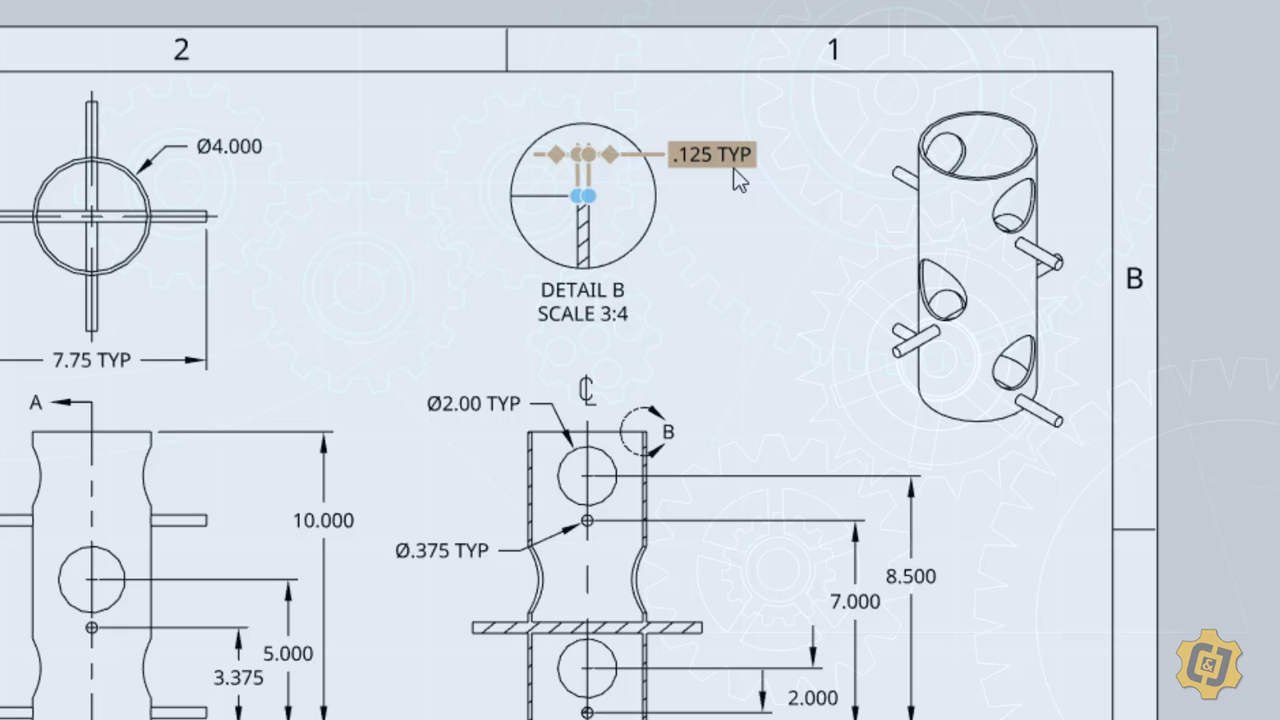 2
1
Ø4.000
.125 TYP
DETAIL B
SCALE 3:4
B
7.75 TYP
A
℄
Ø2.00 TYP
B
10.000
Ø.375 TYP
8.500
7.000
5.000
3.375
2.000
&